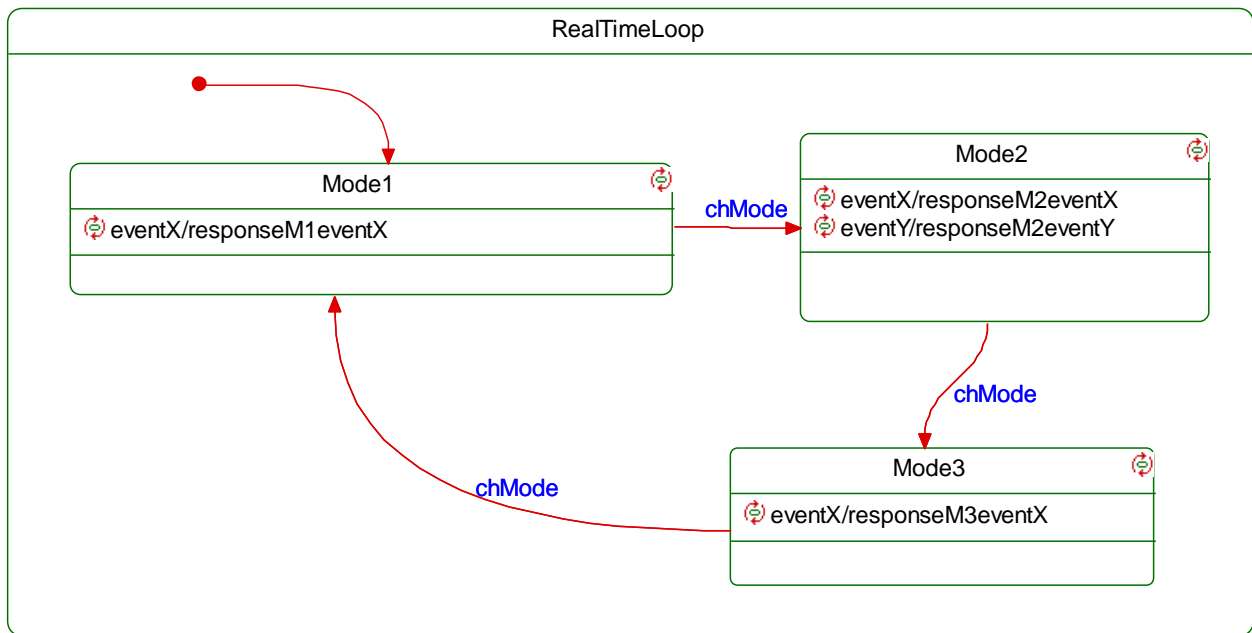 RealTimeLoop
Mode1
eventX/responseM1eventX
chMode
Mode2
eventX/responseM2eventX
eventY/responseM2eventY
chMode
Mode3
eventX/responseM3eventX
chMode